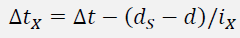 Δt_X = Δt − (d_S − d)/i_X